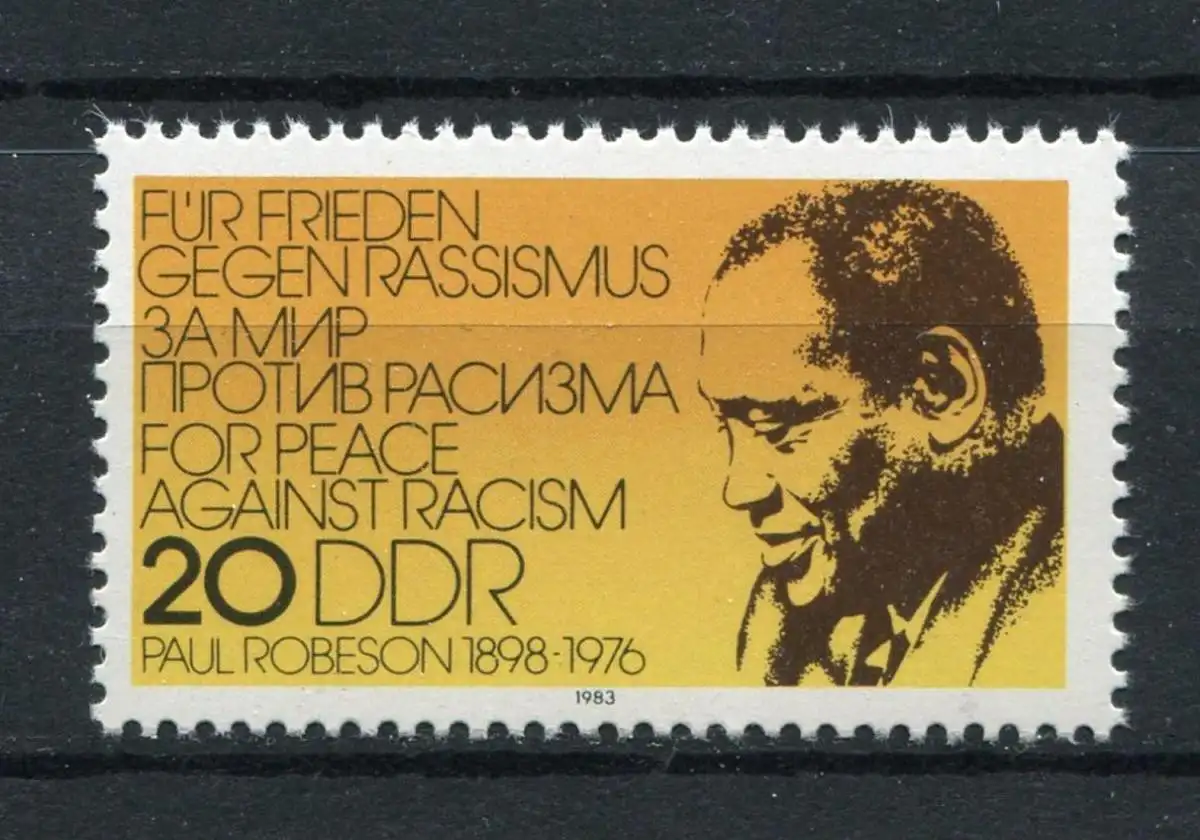 FÜR FRIEDEN
GEGEN RASSISMUS
ЗА МИР
ПРОТИВ РАСИЗМА
FOR PEACE
AGAINST RACISM
20 DDR
PAUL ROBESON 1898-1976
1983